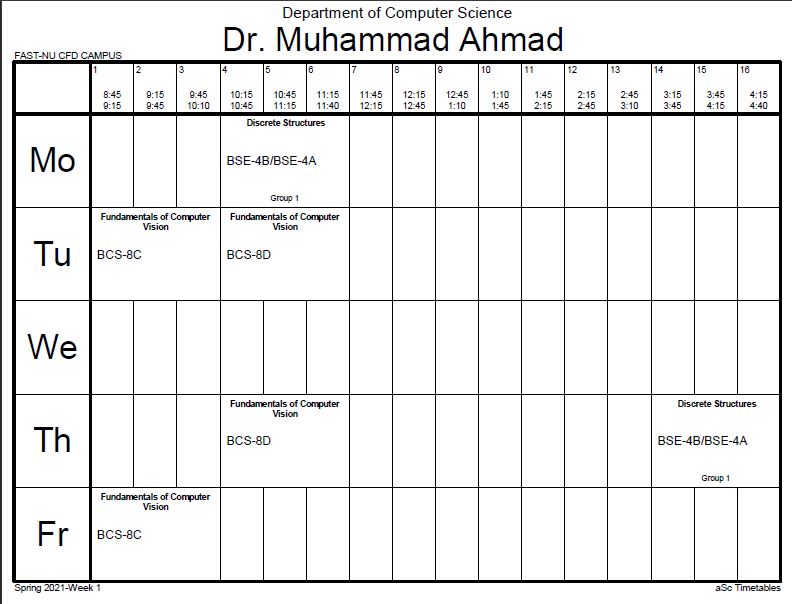 Department of Computer Science
Dr. Muhammad Ahmad
FAST-NU CFD CAMPUS
1 2 3 4 5 6 7 8 9 10 11 12 13 14 15 16
8:45 9:15 9:45 10:15 10:45 11:15 11:45 12:15 12:45 1:10 1:45 2:15 2:45 3:15 3:45 4:15
9:15 9:45 10:10 10:45 11:15 11:40 12:15 12:45 1:10 1:45 2:15 2:45 3:10 3:45 4:15 4:40
Mo
Discrete Structures
BSE-4B/BSE-4A
Group 1
Tu
Fundamentals of Computer
Vision
BCS-8C
Fundamentals of Computer
Vision
BCS-8D
We
Th
Fundamentals of Computer
Vision
BCS-8D
Discrete Structures
BSE-4B/BSE-4A
Group 1
Fr
Fundamentals of Computer
Vision
BCS-8C
Spring 2021-Week 1
aSc Timetables